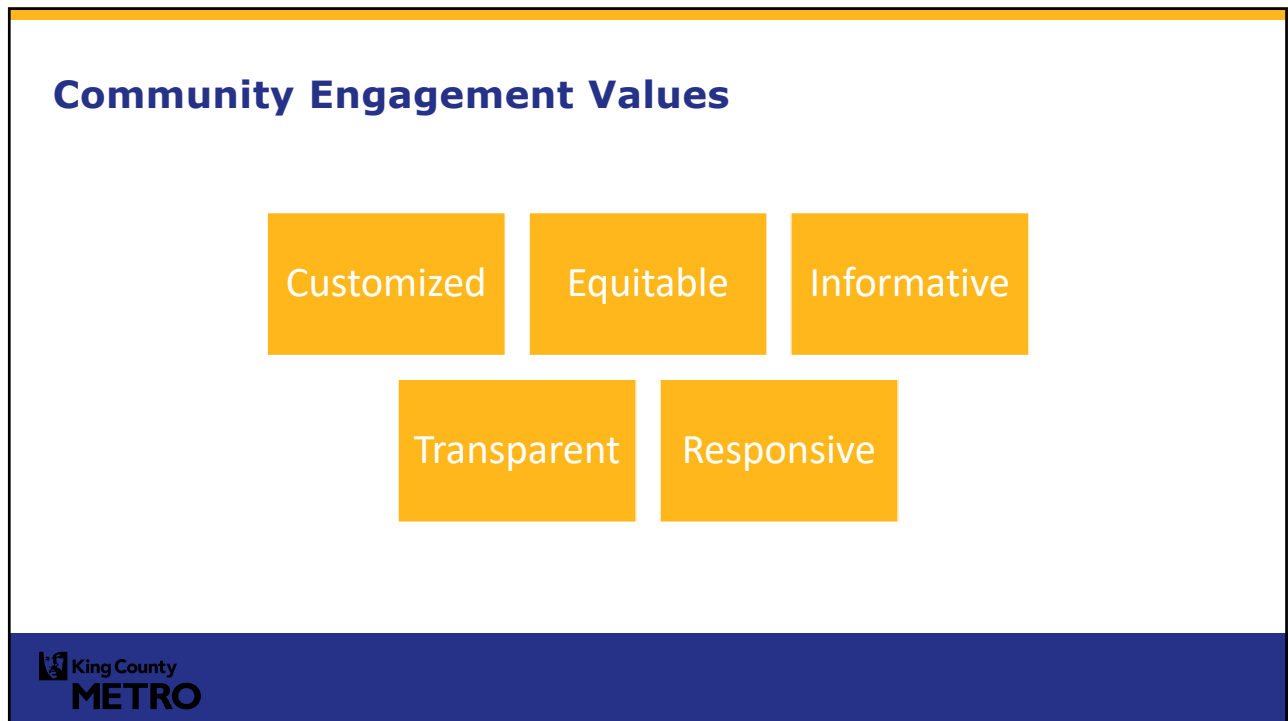 Community Engagement Values
Customized
Equitable
Informative
Transparent
Responsive
King County
METRO